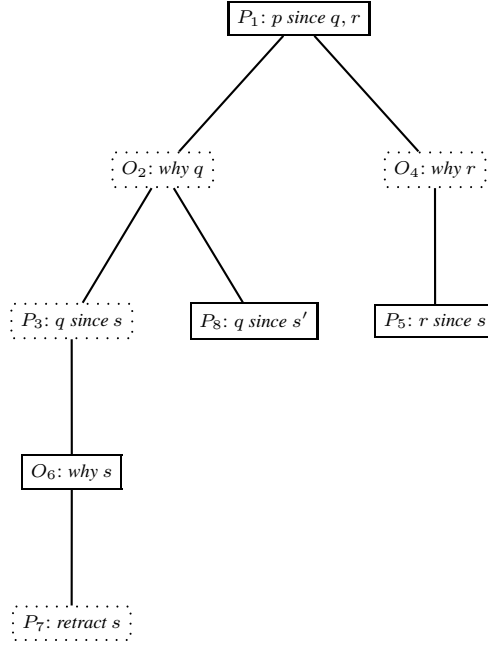 P₁: p since q, r
O₂: why q
O₄: why r
P₃: q since s
P₈: q since s′
P₅: r since s
O₆: why s
P₇: retract s